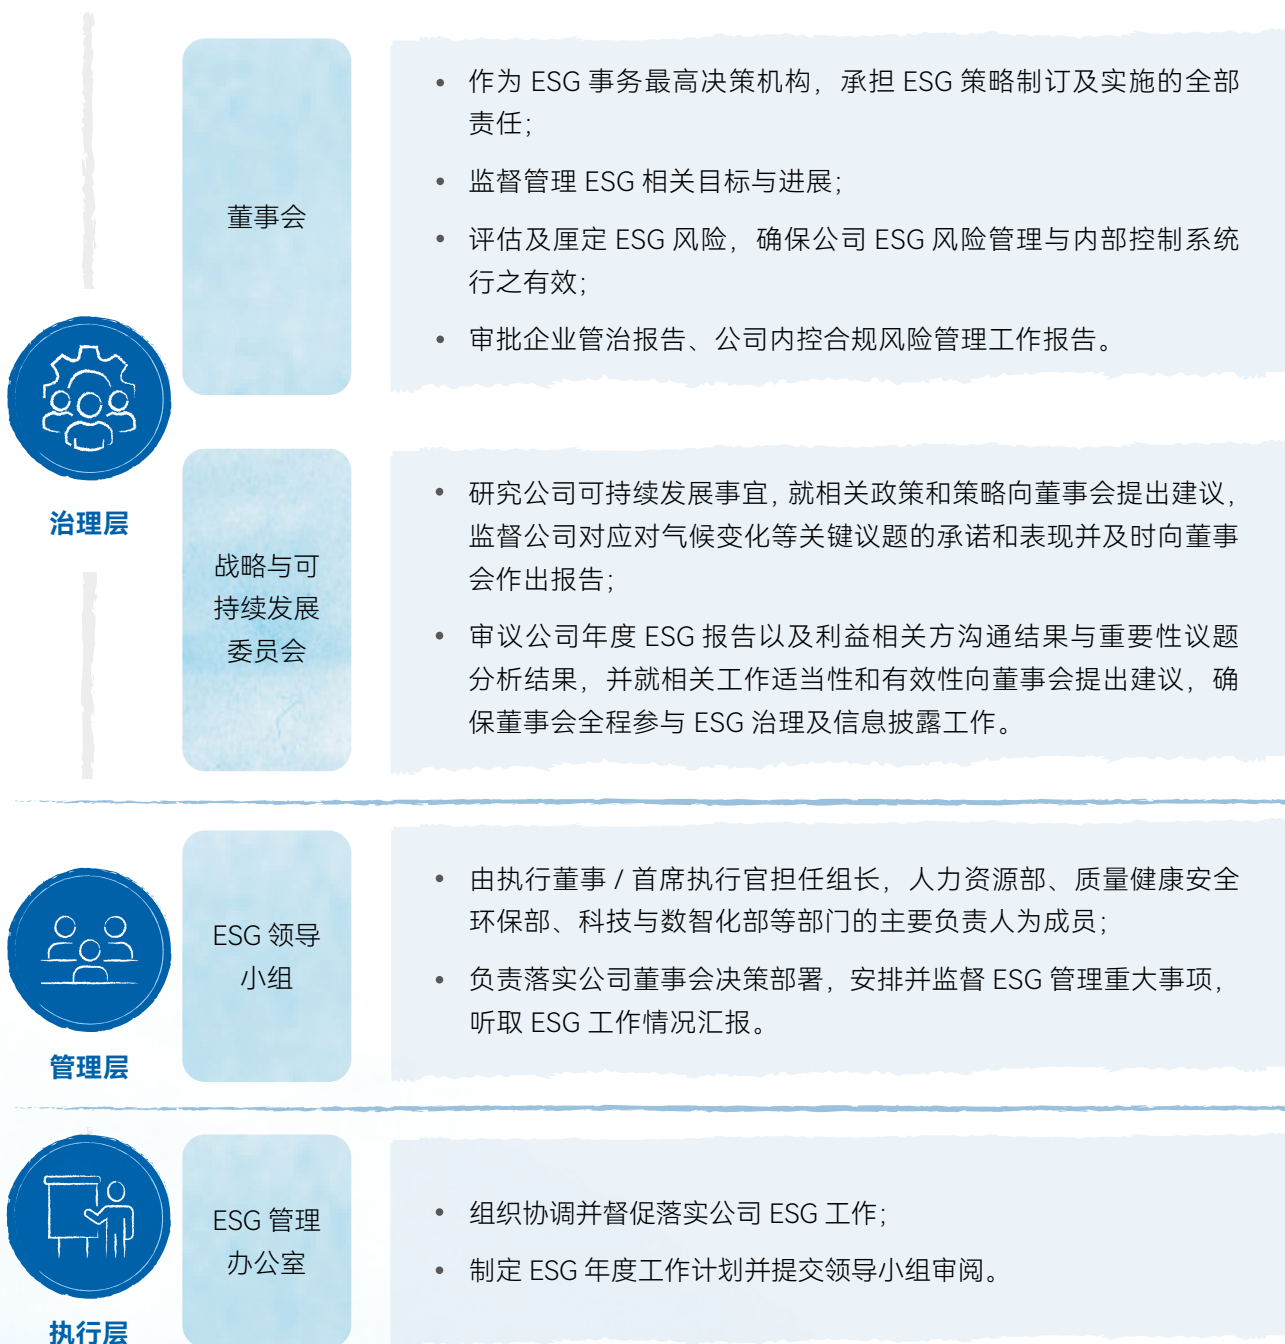 董事会
• 作为 ESG 事务最高决策机构，承担 ESG 策略制订及实施的全部
责任；
• 监督管理 ESG 相关目标与进展；
• 评估及厘定 ESG 风险，确保公司 ESG 风险管理与内部控制系统
行之有效；
• 审批企业管治报告、公司内控合规风险管理工作报告。
治理层
战略与可
持续发展
委员会
• 研究公司可持续发展事宜，就相关政策和策略向董事会提出建议，
监督公司对应对气候变化等关键议题的承诺和表现并及时向董事
会作出报告；
• 审议公司年度 ESG 报告以及利益相关方沟通结果与重要性议题
分析结果，并就相关工作适当性和有效性向董事会提出建议，确
保董事会全程参与 ESG 治理及信息披露工作。
管理层
ESG 领导
小组
• 由执行董事 / 首席执行官担任组长，人力资源部、质量健康安全
环保部、科技与数智化部等部门的主要负责人为成员；
• 负责落实公司董事会决策部署，安排并监督 ESG 管理重大事项，
听取 ESG 工作情况汇报。
执行层
ESG 管理
办公室
• 组织协调并督促落实公司 ESG 工作；
• 制定 ESG 年度工作计划并提交领导小组审阅。